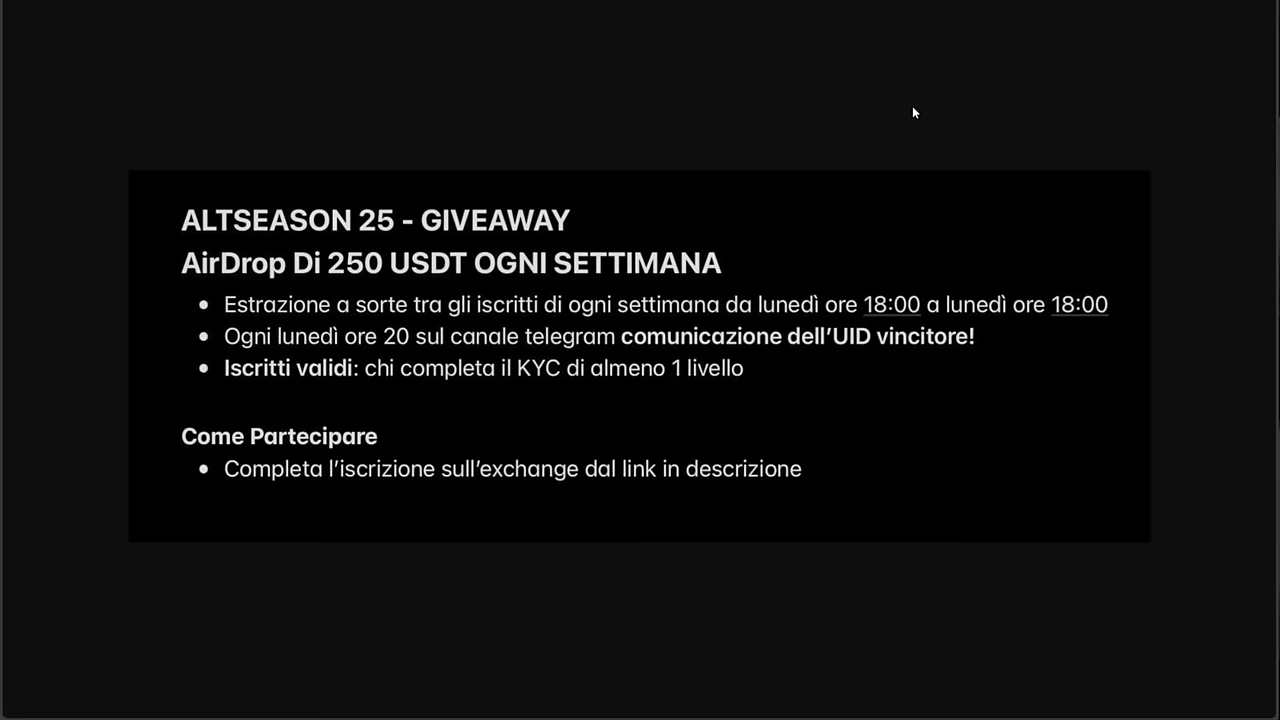 ALTSEASON 25 - GIVEAWAY
AirDrop Di 250 USDT OGNI SETTIMANA
• Estrazione a sorte tra gli iscritti di ogni settimana da lunedì ore 18:00 a lunedì ore 18:00
• Ogni lunedì ore 20 sul canale telegram comunicazione dell’UID vincitore!
• Iscritti validi: chi completa il KYC di almeno 1 livello
Come Partecipare
• Completa l’iscrizione sull’exchange dal link in descrizione